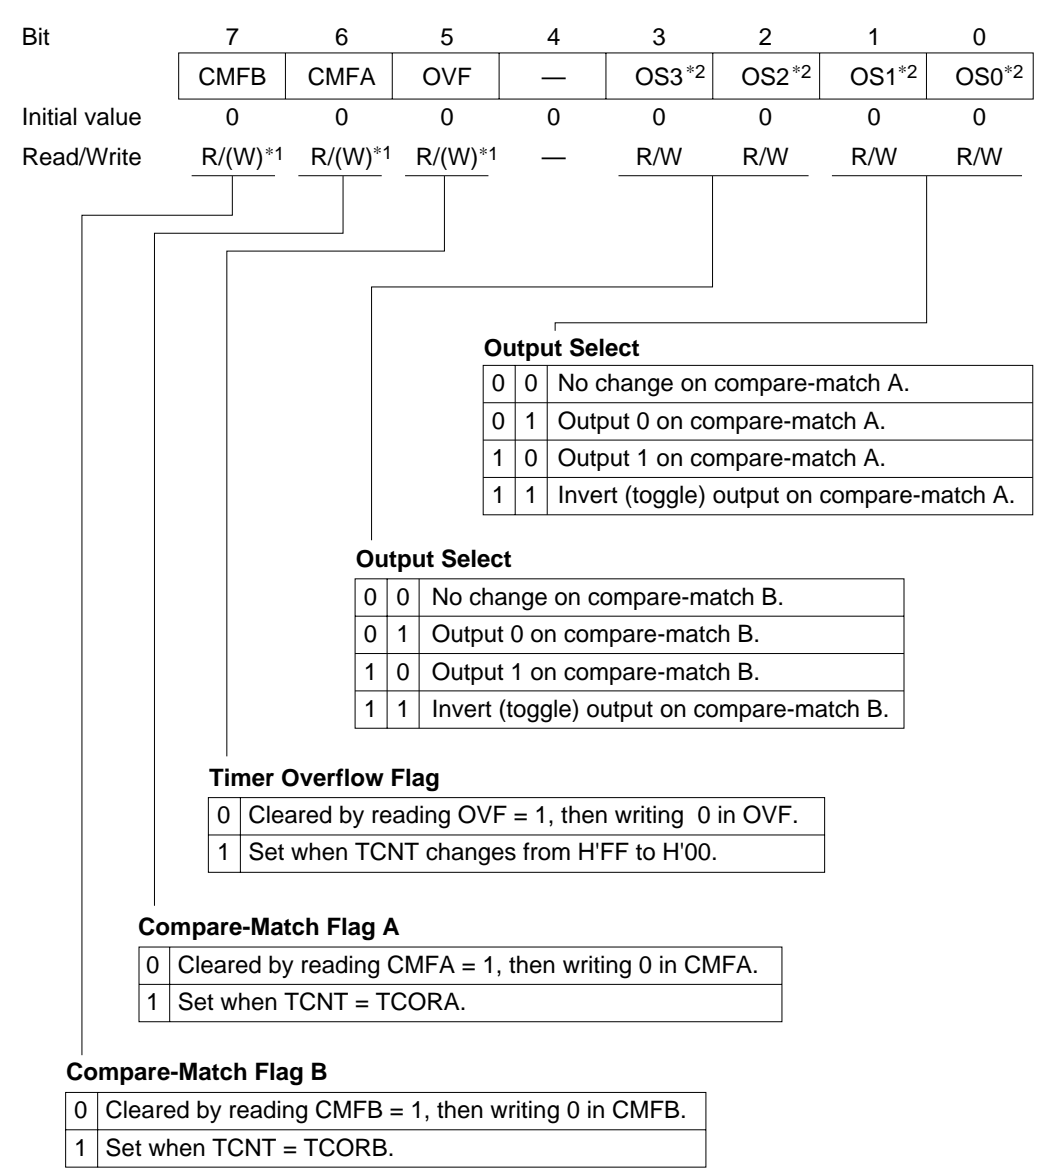 Bit 7 6 5 4 3 2 1 0
CMFB CMFA OVF — OS3*2 OS2*2 OS1*2 OS0*2
Initial value 0 0 0 0 0 0 0 0
Read/Write R/(W)*1 R/(W)*1 R/(W)*1 — R/W R/W R/W R/W
Output Select
0 0 No change on compare-match A.
0 1 Output 0 on compare-match A.
1 0 Output 1 on compare-match A.
1 1 Invert (toggle) output on compare-match A.
Output Select
0 0 No change on compare-match B.
0 1 Output 0 on compare-match B.
1 0 Output 1 on compare-match B.
1 1 Invert (toggle) output on compare-match B.
Timer Overflow Flag
0 Cleared by reading OVF = 1, then writing 0 in OVF.
1 Set when TCNT changes from H'FF to H'00.
Compare-Match Flag A
0 Cleared by reading CMFA = 1, then writing 0 in CMFA.
1 Set when TCNT = TCORA.
Compare-Match Flag B
0 Cleared by reading CMFB = 1, then writing 0 in CMFB.
1 Set when TCNT = TCORB.